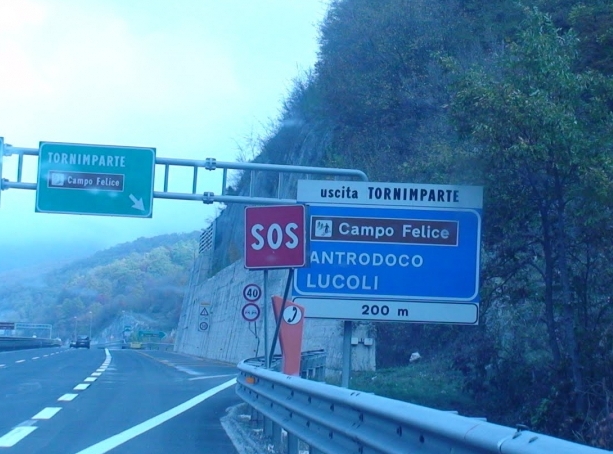 TORNIMPARTE
Campo Felice
uscita TORNIMPARTE
SOS
Campo Felice
ANTRODOCO
LUCOLI
200 m
40